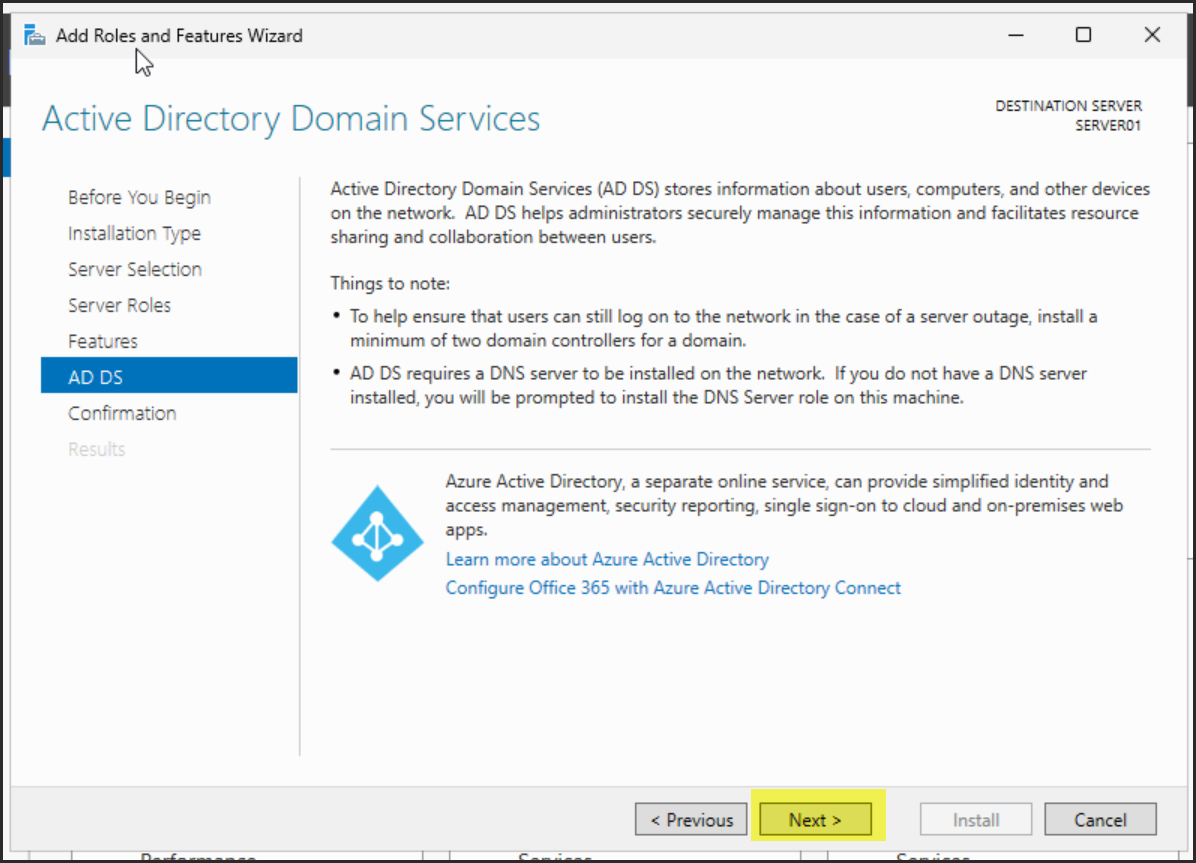 Add Roles and Features Wizard
Active Directory Domain Services
DESTINATION SERVER
SERVER01
Before You Begin
Installation Type
Server Selection
Server Roles
Features
AD DS
Confirmation
Results
Active Directory Domain Services (AD DS) stores information about users, computers, and other devices
on the network.  AD DS helps administrators securely manage this information and facilitates resource
sharing and collaboration between users.
Things to note:
• To help ensure that users can still log on to the network in the case of a server outage, install a
minimum of two domain controllers for a domain.
• AD DS requires a DNS server to be installed on the network.  If you do not have a DNS server
installed, you will be prompted to install the DNS Server role on this machine.
Azure Active Directory, a separate online service, can provide simplified identity and
access management, security reporting, single sign-on to cloud and on-premises web
apps.
Learn more about Azure Active Directory
Configure Office 365 with Azure Active Directory Connect
< Previous
Next >
Install
Cancel
Performance
Services
Services